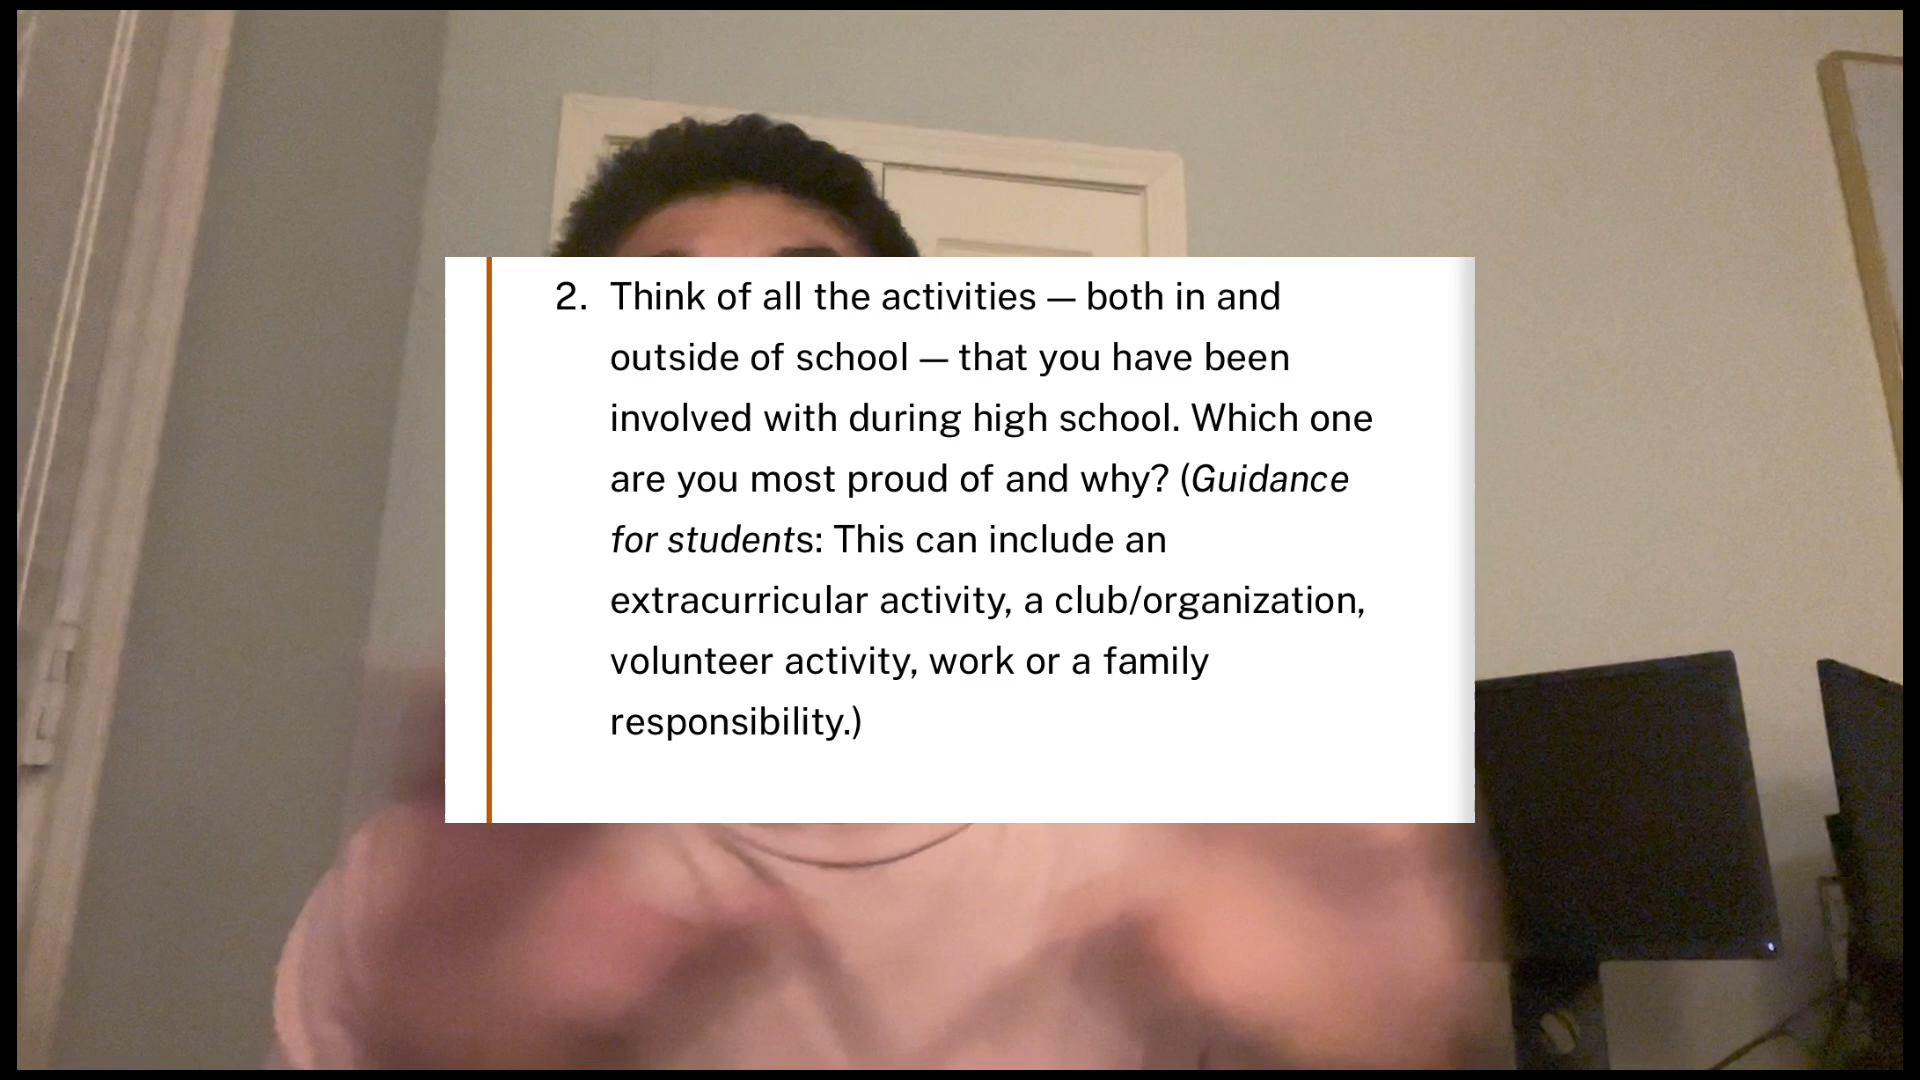 2. Think of all the activities — both in and
outside of school — that you have been
involved with during high school. Which one
are you most proud of and why? (Guidance
for students: This can include an
extracurricular activity, a club/organization,
volunteer activity, work or a family
responsibility.)